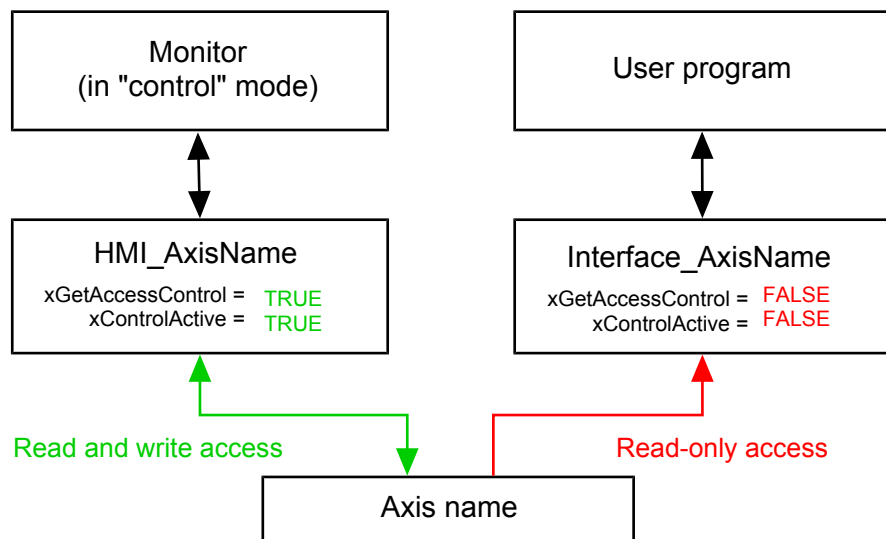 Monitor
(in "control" mode)
User program
HMI_AxisName
xGetAccessControl = TRUE
xControlActive = TRUE
Interface_AxisName
xGetAccessControl = FALSE
xControlActive = FALSE
Read and write access
Read-only access
Axis name